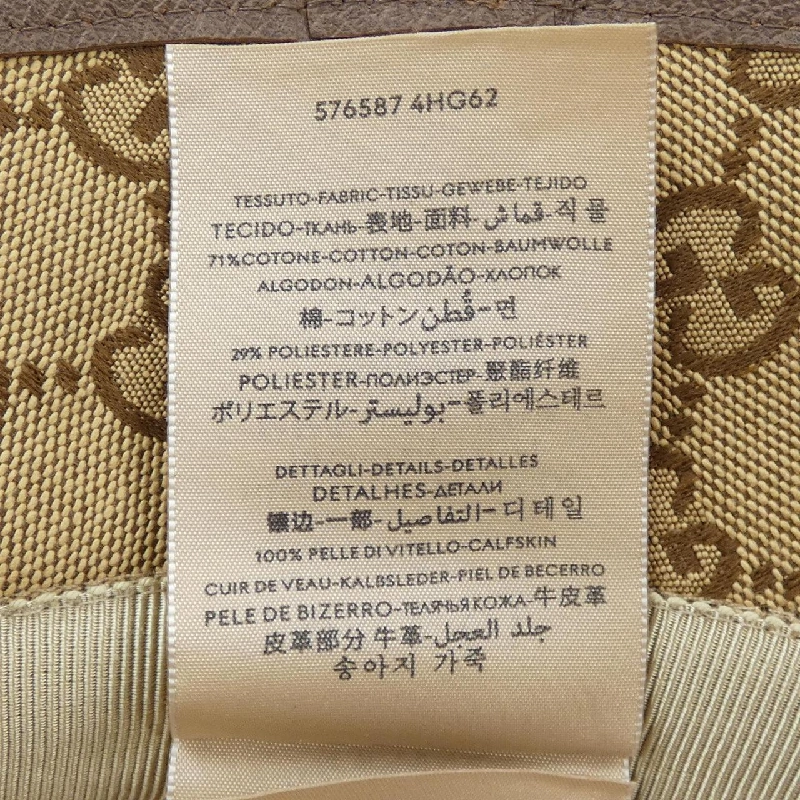 576587 4HG62
TESSUTO-FABRIC-TISSU-GEWEBE-TEJIDO
TECIDO-ТКАНЬ-表地-面料-قماش-직물
71%COTONE-COTTON-COTON-BAUMWOLLE
ALGODON-ALGODÃO-ХЛОПОК
棉-コットン-قُطن-면
29% POLIESTERE-POLYESTER-POLIÉSTER
POLIESTER-ПОЛИЭСТЕР-聚酯纤维
ポリエステル-بوليستر-폴리에스테르
DETTAGLI-DETAILS-DETALLES
DETALHES-ДЕТАЛИ
镶边-一部-التفاصيل-디테일
100% PELLE DI VITELLO-CALFSKIN
CUIR DE VEAU-KALBSLEDER-PIEL DE BECERRO
PELE DE BIZERRO-ТЕЛЯЧЬЯ КОЖА-牛皮革
皮革部分 牛革-جلد العجل-
송아지 가죽